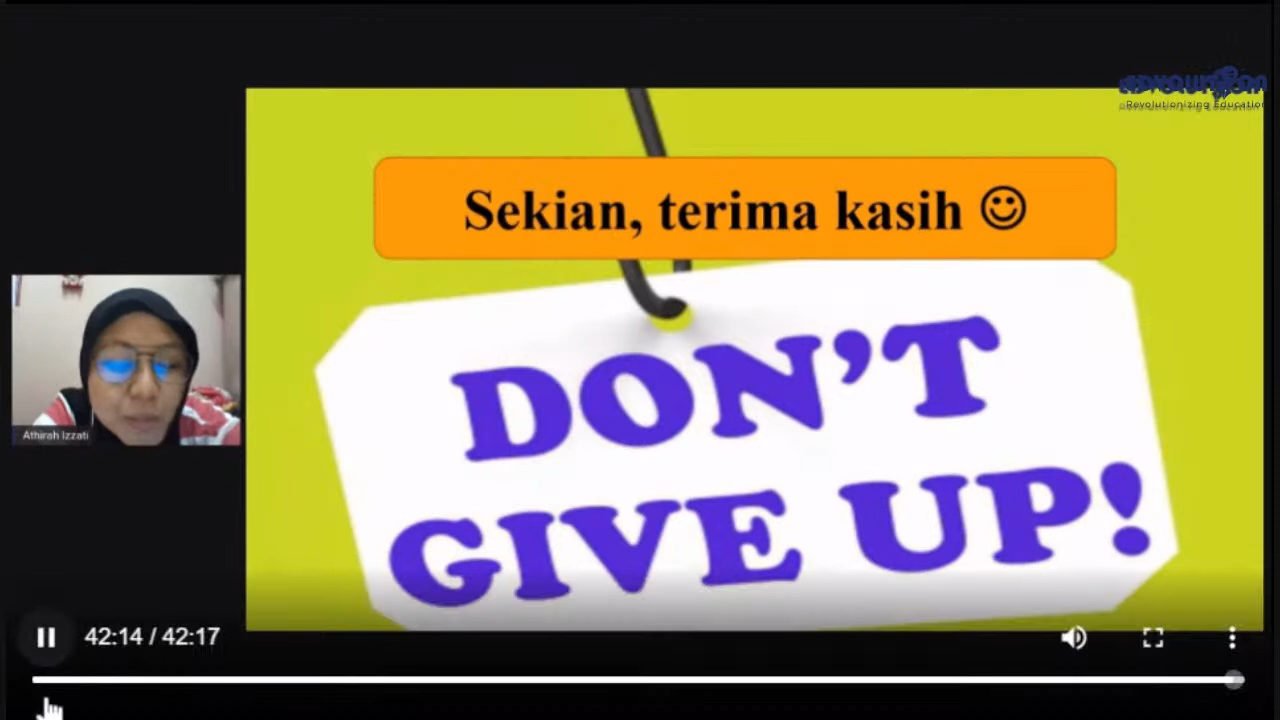 Revolutionizing Education
Sekian, terima kasih ☺
DON'T
GIVE UP!
Athirah Izzati
42:14 / 42:17